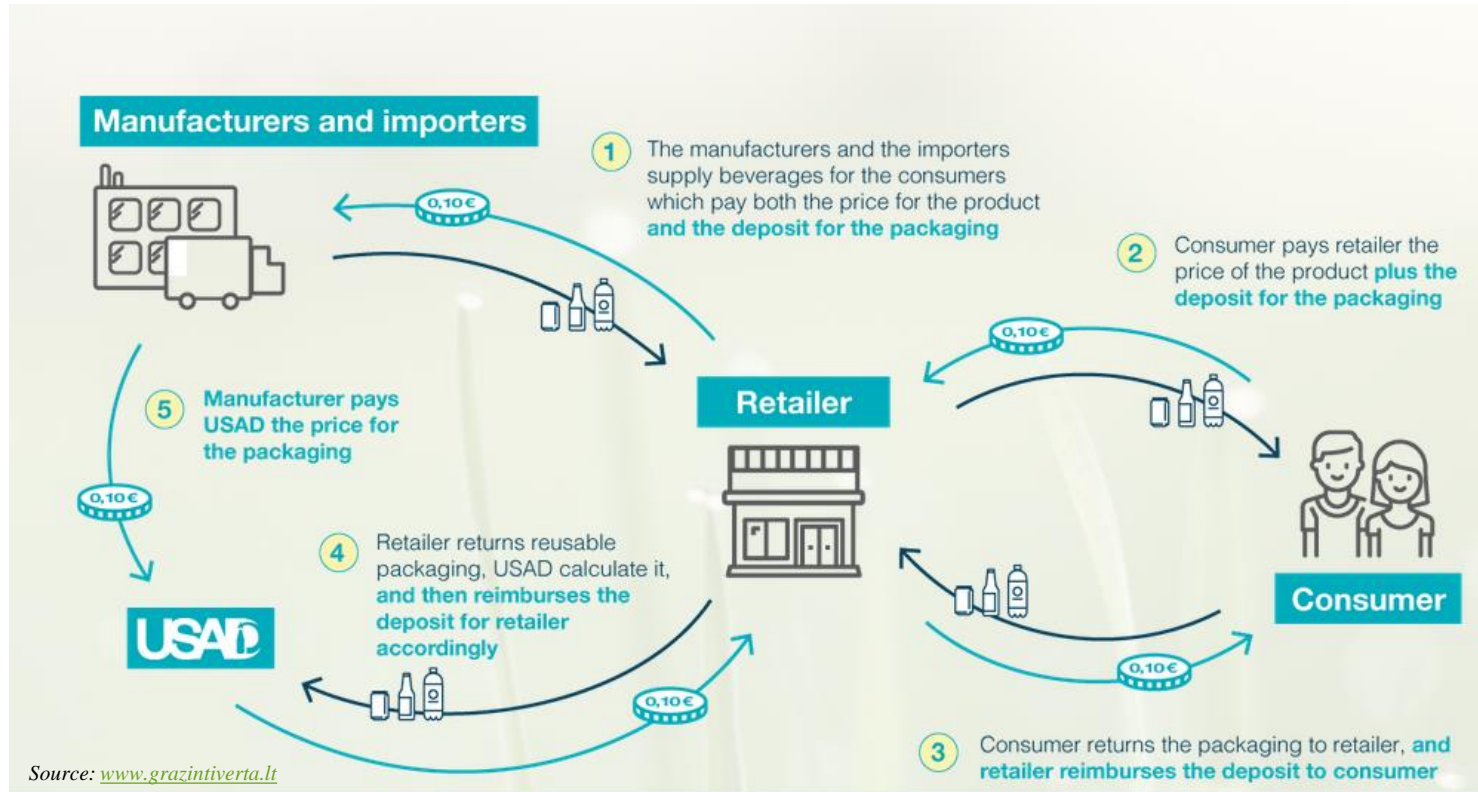 Manufacturers and importers
1
The manufacturers and the importers
supply beverages for the consumers
which pay both the price for the product
and the deposit for the packaging
0,10€
2
Consumer pays retailer the
price of the product plus the
deposit for the packaging
0,10€
Retailer
5
Manufacturer pays
USAD the price for
the packaging
0,10€
4
Retailer returns reusable
packaging, USAD calculate it,
and then reimburses the
deposit for retailer
accordingly
0,10€
USAD
Consumer
0,10€
3
Consumer returns the packaging to retailer, and
retailer reimburses the deposit to consumer
Source: www.grazintiverta.lt